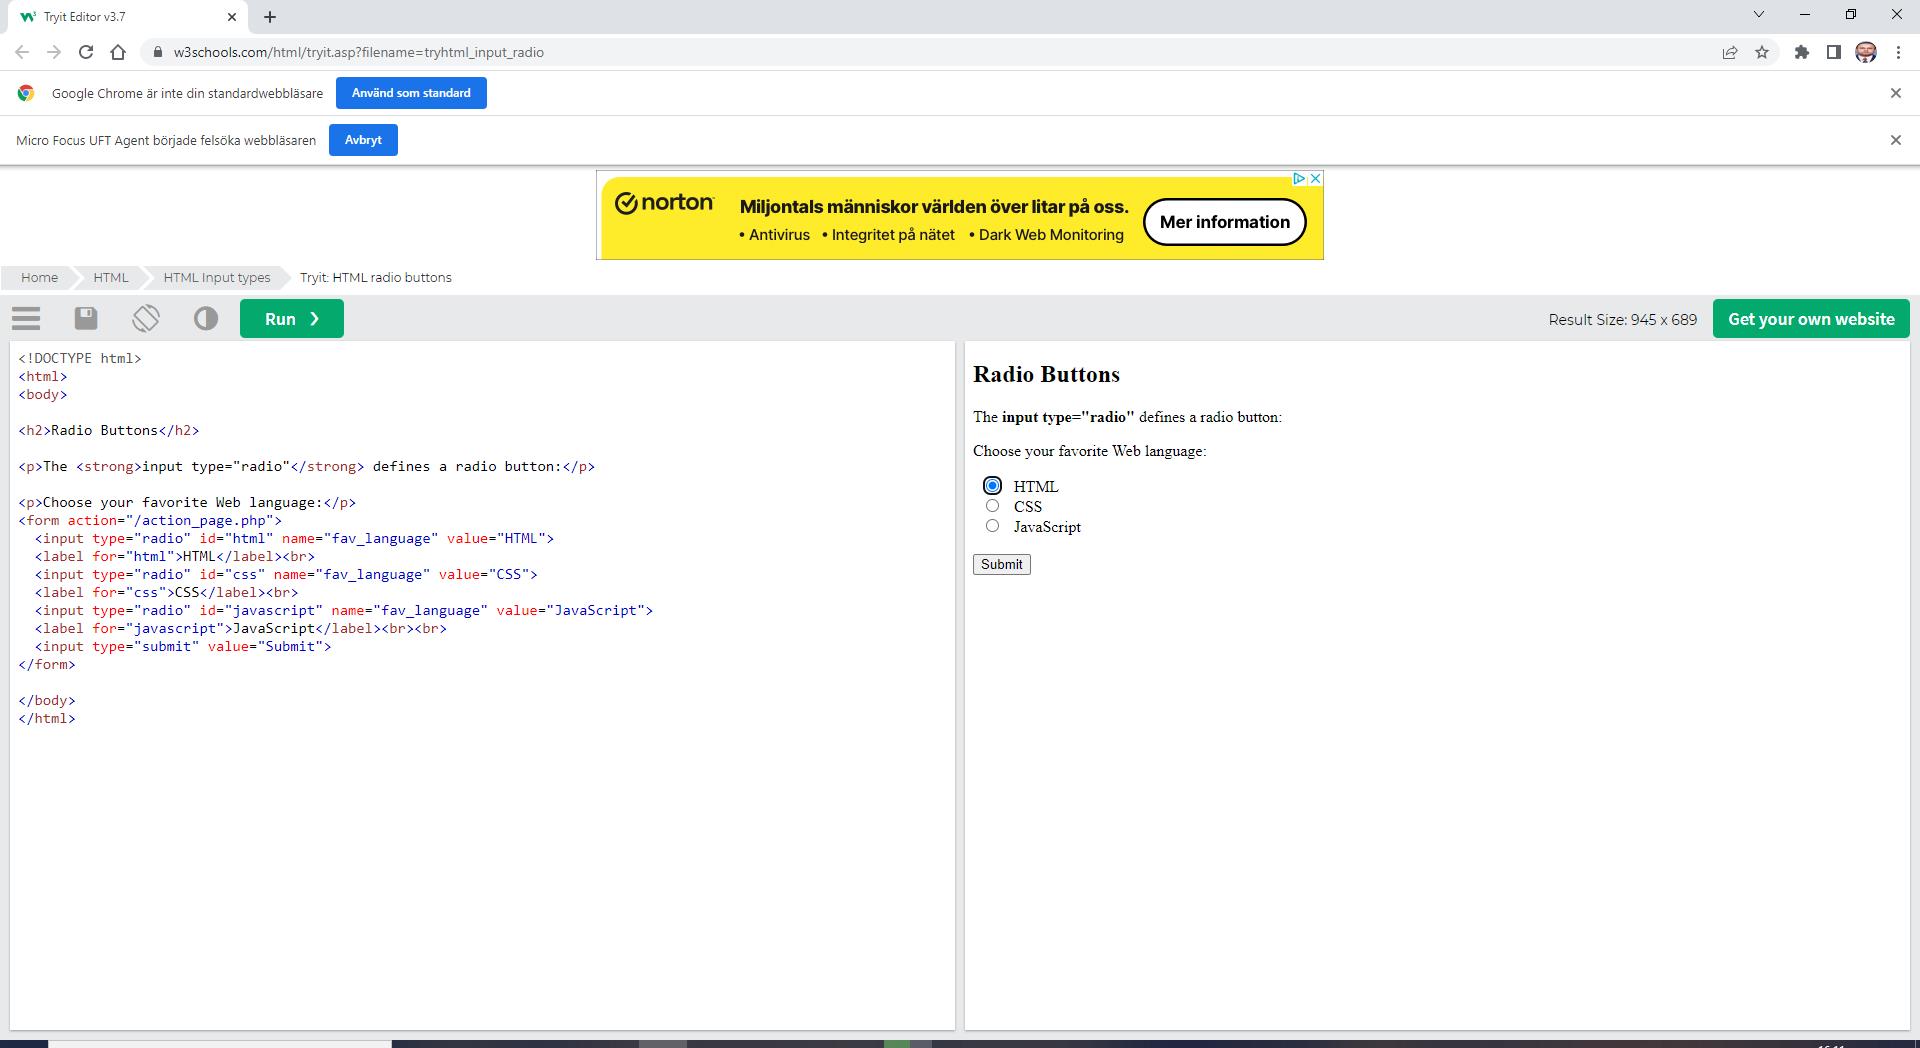 Tryit Editor v3.7
w3schools.com/html/tryit.asp?filename=tryhtml_input_radio
Google Chrome är inte din standardwebbläsare
Använd som standard
Micro Focus UFT Agent började felsöka webbläsaren
Avbryt
norton
Miljontals människor världen över litar på oss.
• Antivirus • Integritet på nätet • Dark Web Monitoring
Mer information
Home HTML HTML Input types Tryit: HTML radio buttons
Run ❯
Result Size: 945 x 689
Get your own website
<!DOCTYPE html>
<html>
<body>
<h2>Radio Buttons</h2>
<p>The <strong>input type="radio"</strong> defines a radio button:</p>
<p>Choose your favorite Web language:</p>
<form action="/action_page.php">
<input type="radio" id="html" name="fav_language" value="HTML">
<label for="html">HTML</label><br>
<input type="radio" id="css" name="fav_language" value="CSS">
<label for="css">CSS</label><br>
<input type="radio" id="javascript" name="fav_language" value="JavaScript">
<label for="javascript">JavaScript</label><br><br>
<input type="submit" value="Submit">
</form>
</body>
</html>
Radio Buttons
The input type="radio" defines a radio button:
Choose your favorite Web language:
HTML
CSS
JavaScript
Submit